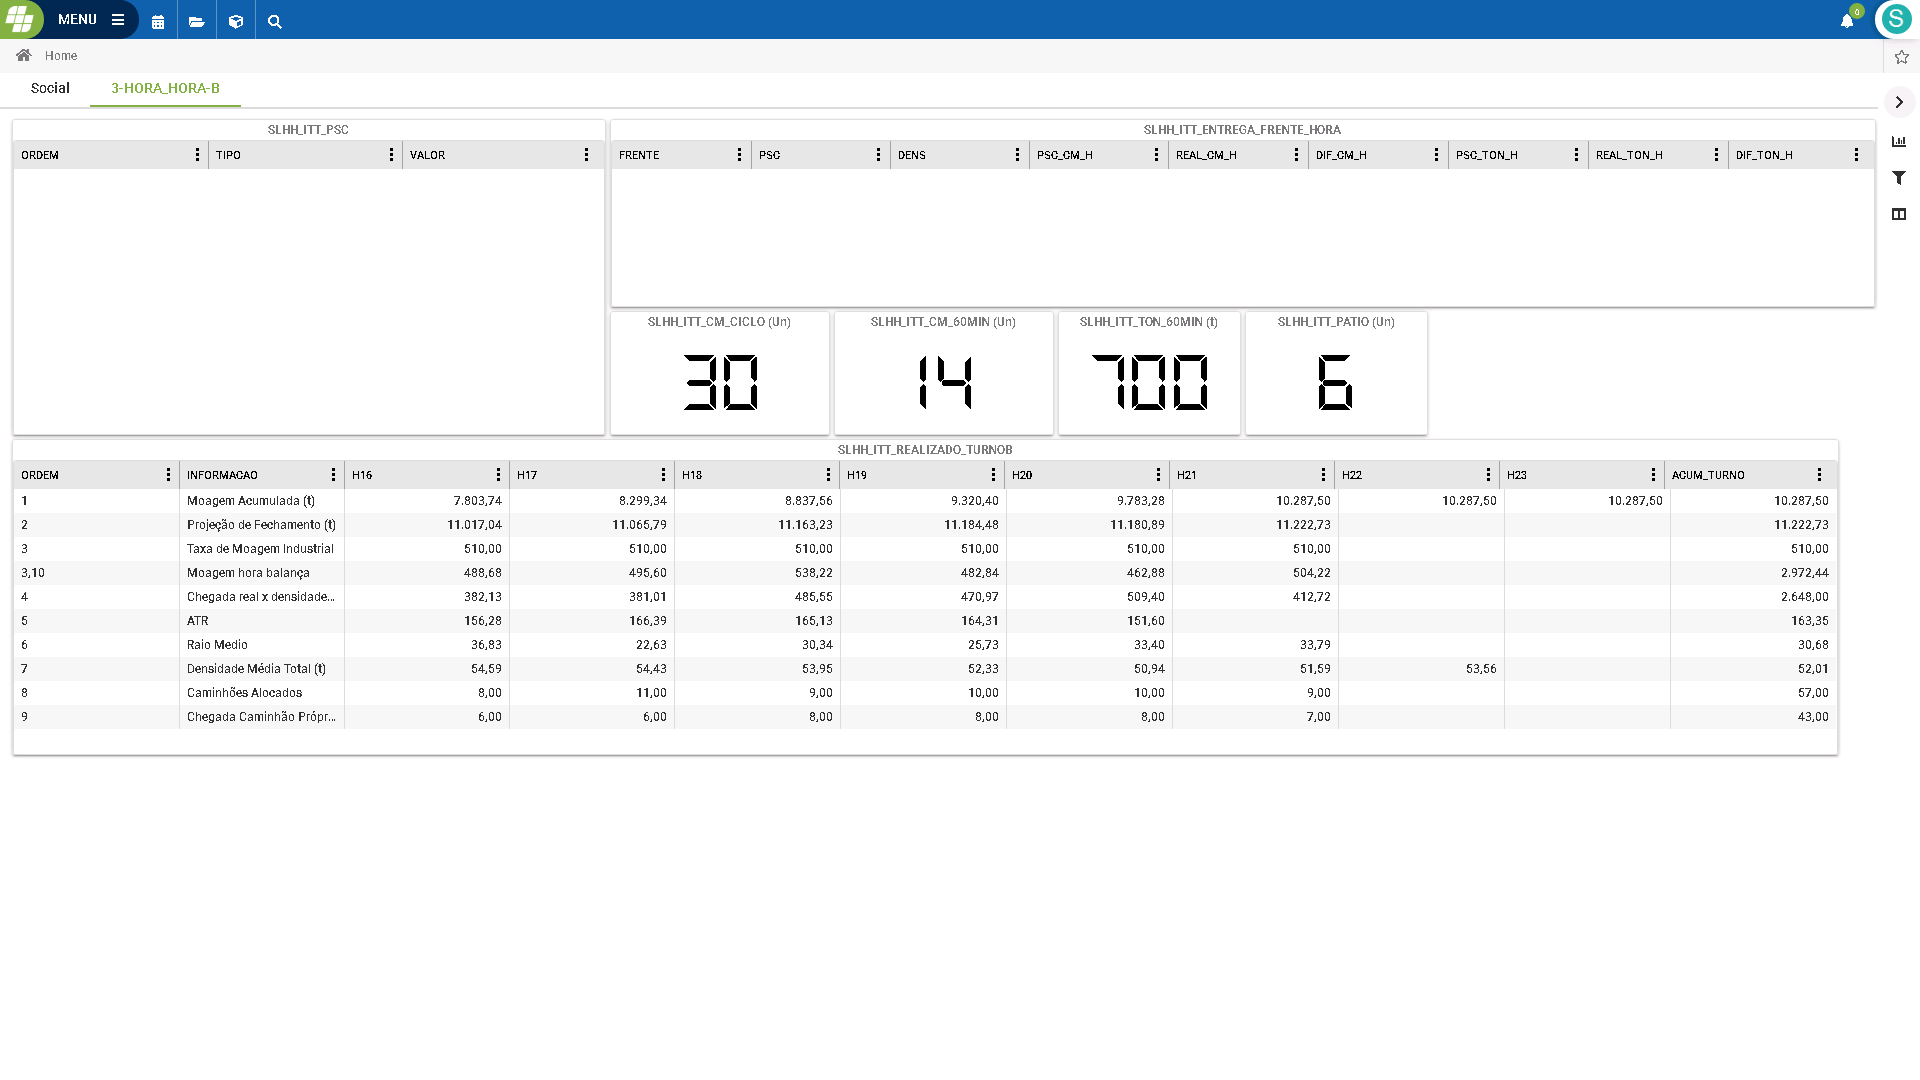 MENU
0
S
Home
Social 3-HORA_HORA-B
SLHH_ITT_PSC
ORDEM TIPO VALOR
SLHH_ITT_ENTREGA_FRENTE_HORA
FRENTE PSC DENS PSC_CM_H REAL_CM_H DIF_CM_H PSC_TON_H REAL_TON_H DIF_TON_H
SLHH_ITT_CM_CICLO (Un)
30
SLHH_ITT_CM_60MIN (Un)
14
SLHH_ITT_TON_60MIN (t)
700
SLHH_ITT_PATIO (Un)
6
SLHH_ITT_REALIZADO_TURNOB
ORDEM INFORMACAO H16 H17 H18 H19 H20 H21 H22 H23 ACUM_TURNO
1 Moagem Acumulada (t) 7.803,74 8.299,34 8.837,56 9.320,40 9.783,28 10.287,50 10.287,50 10.287,50 10.287,50
2 Projeção de Fechamento (t) 11.017,04 11.065,79 11.163,23 11.184,48 11.180,89 11.222,73 11.222,73
3 Taxa de Moagem Industrial 510,00 510,00 510,00 510,00 510,00 510,00 510,00
3,10 Moagem hora balança 488,68 495,60 538,22 482,84 462,88 504,22 2.972,44
4 Chegada real x densidade... 382,13 381,01 485,55 470,97 509,40 412,72 2.648,00
5 ATR 156,28 166,39 165,13 164,31 151,60 163,35
6 Raio Medio 36,83 22,63 30,34 25,73 33,40 33,79 30,68
7 Densidade Média Total (t) 54,59 54,43 53,95 52,33 50,94 51,59 53,56 52,01
8 Caminhões Alocados 8,00 11,00 9,00 10,00 10,00 9,00 57,00
9 Chegada Caminhão Própr... 6,00 6,00 8,00 8,00 8,00 7,00 43,00